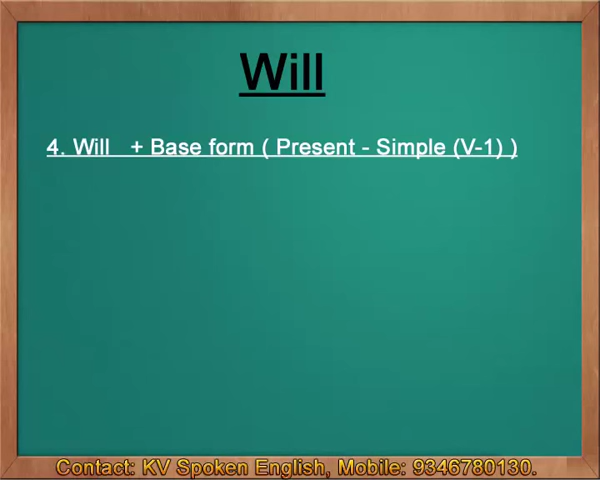 Will
4. Will + Base form ( Present - Simple (V-1) )
Contact: KV Spoken English, Mobile: 9346780130.